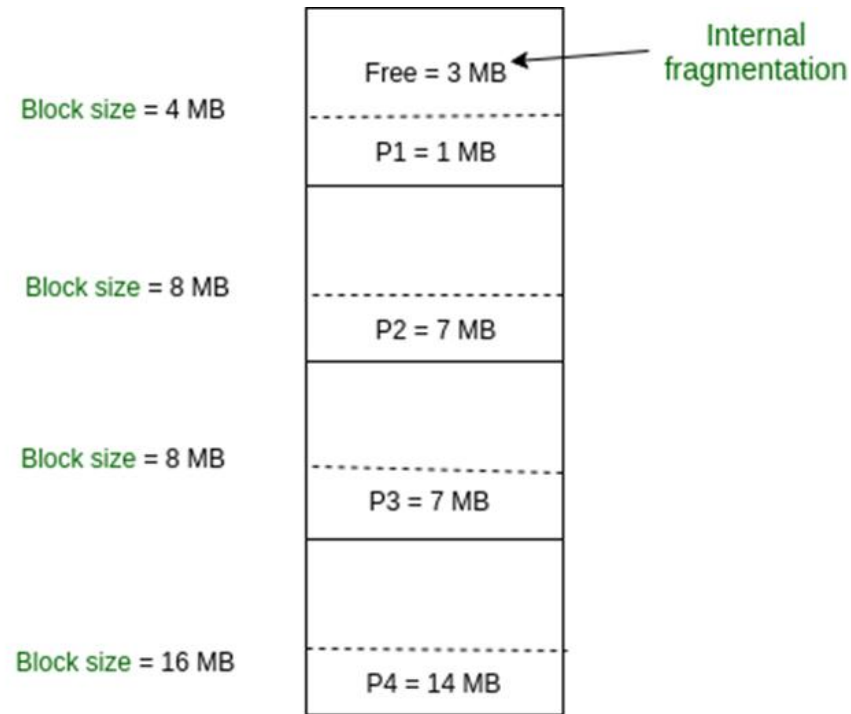 Internal
fragmentation
Free = 3 MB
Block size = 4 MB
P1 = 1 MB
Block size = 8 MB
P2 = 7 MB
Block size = 8 MB
P3 = 7 MB
Block size = 16 MB
P4 = 14 MB